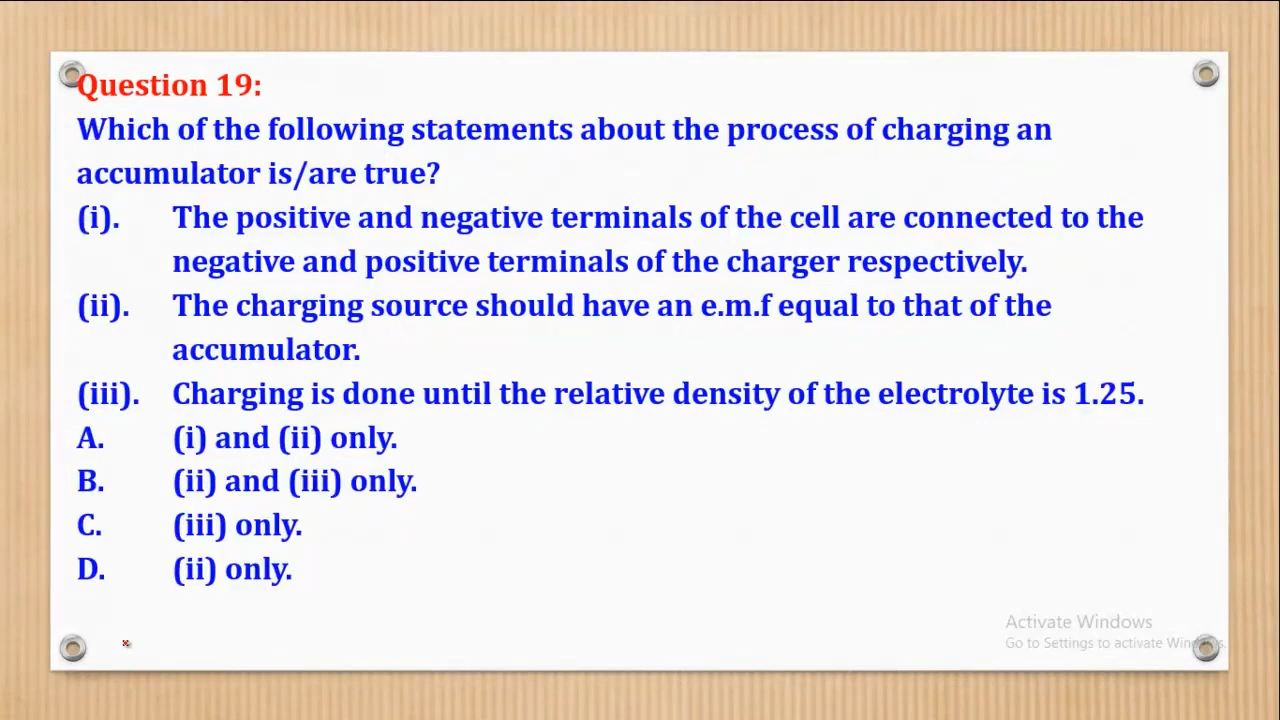 Question 19:
Which of the following statements about the process of charging an
accumulator is/are true?
(i). The positive and negative terminals of the cell are connected to the
negative and positive terminals of the charger respectively.
(ii). The charging source should have an e.m.f equal to that of the
accumulator.
(iii). Charging is done until the relative density of the electrolyte is 1.25.
A. (i) and (ii) only.
B. (ii) and (iii) only.
C. (iii) only.
D. (ii) only.
Activate Windows
Go to Settings to activate Windows.